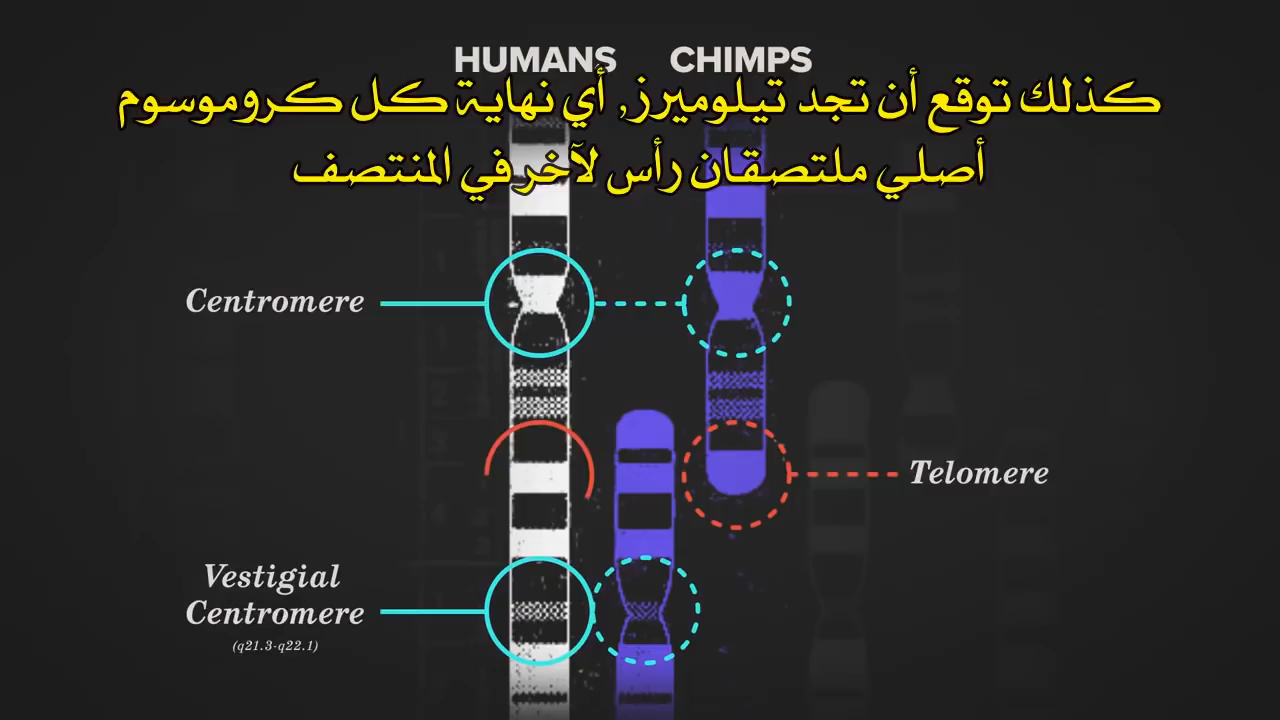 HUMANS CHIMPS
كذلك توقع أن تجد تيلوميرز, أي نهاية كل كروموسوم
أصلي ملتصقان رأس لآخر في المنتصف
Centromere
Telomere
Vestigial
Centromere
(q21.3-q22.1)